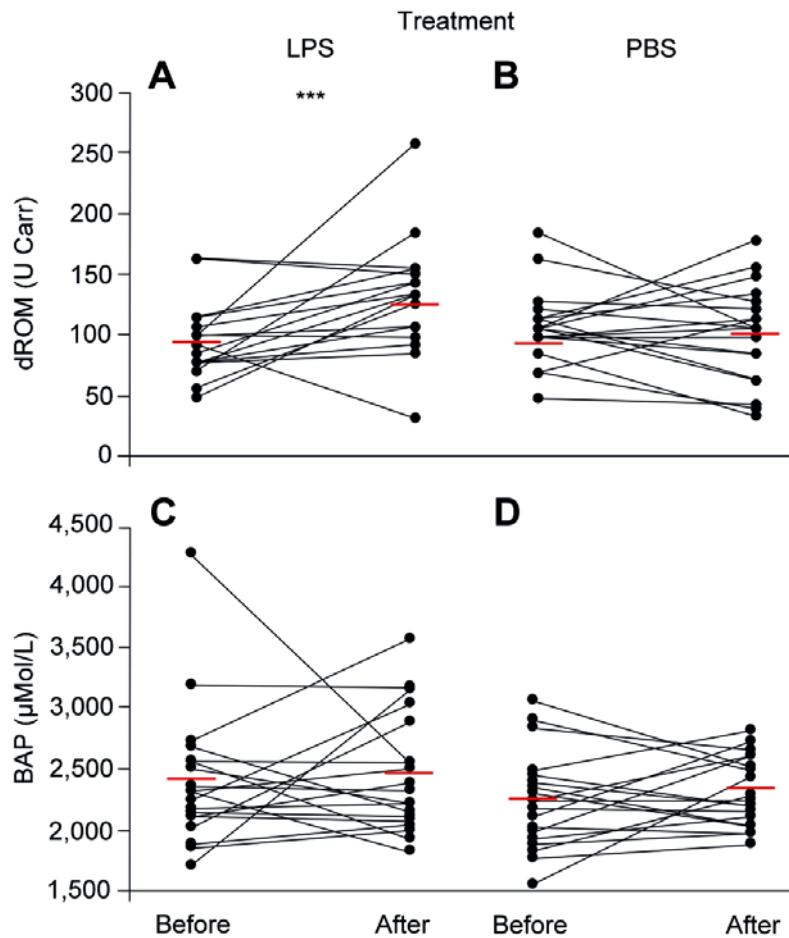 Treatment
LPS PBS
A B
***
dROM (U Carr)
300
250
200
150
100
50
0
C D
BAP (µMol/L)
4,500
4,000
3,500
3,000
2,500
2,000
1,500
Before After Before After